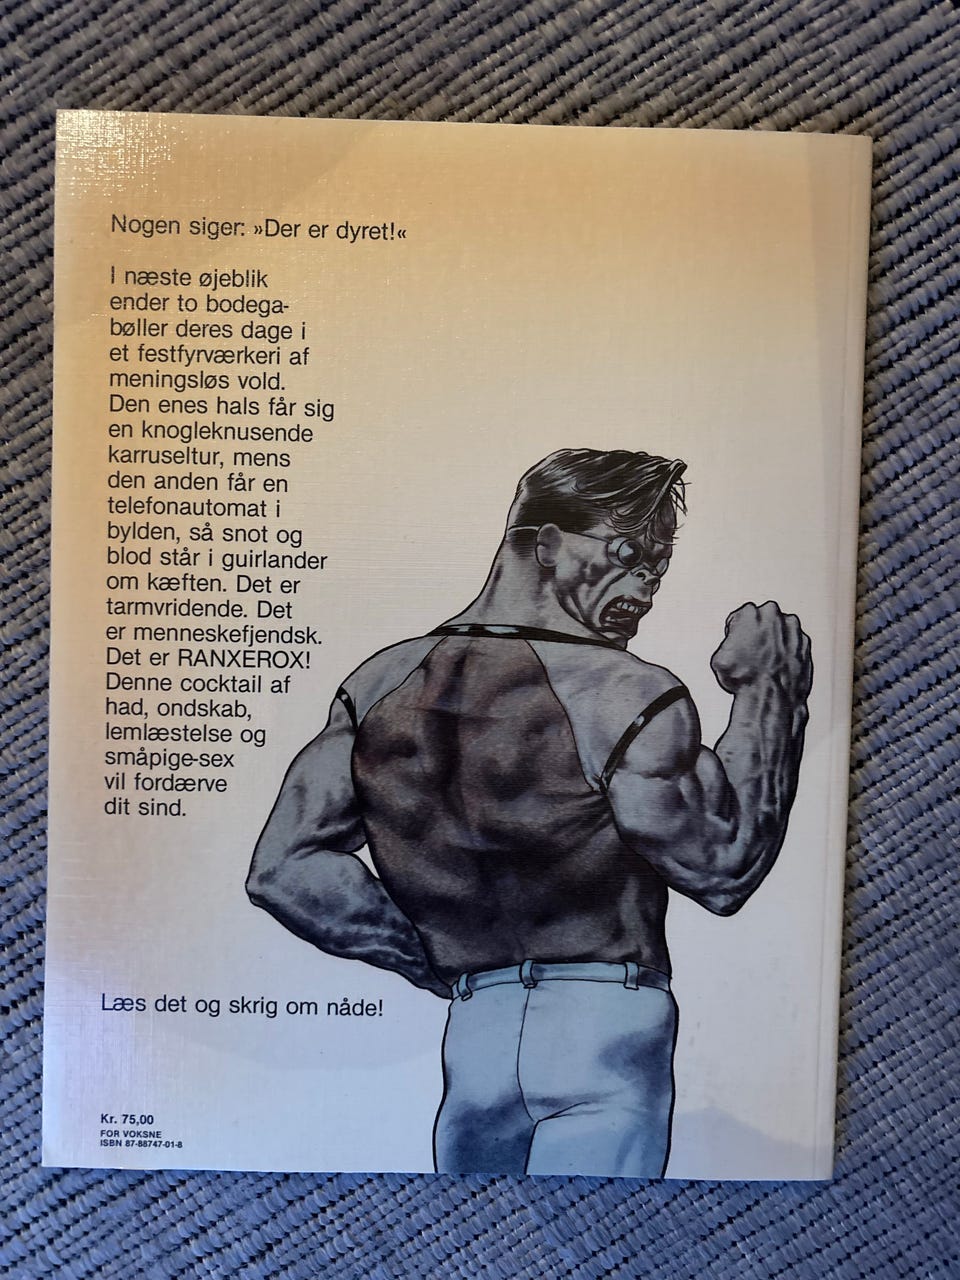 Nogen siger: »Der er dyret!«
I næste øjeblik
ender to bodega-
bøller deres dage i
et festfyrværkeri af
meningsløs vold.
Den enes hals får sig
en knogleknusende
karruseltur, mens
den anden får en
telefonautomat i
bylden, så snot og
blod står i guirlander
om kæften. Det er
tarmvridende. Det
er menneskefjendsk.
Det er RANXEROX!
Denne cocktail af
had, ondskab,
lemlæstelse og
småpige-sex
vil fordærve
dit sind.
Læs det og skrig om nåde!
Kr. 75,00
FOR VOKSNE
ISBN 87-88747-01-8